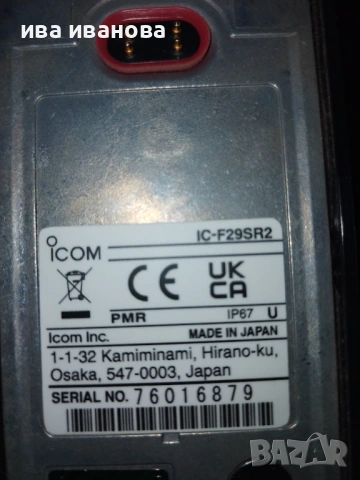 ива иванова
ICOM IC-F29SR2
CE UK CA
PMR IP67 U
Icom Inc. MADE IN JAPAN
1-1-32 Kamiminami, Hirano-ku,
Osaka, 547-0003, Japan
SERIAL NO. 76016879
BAZAR